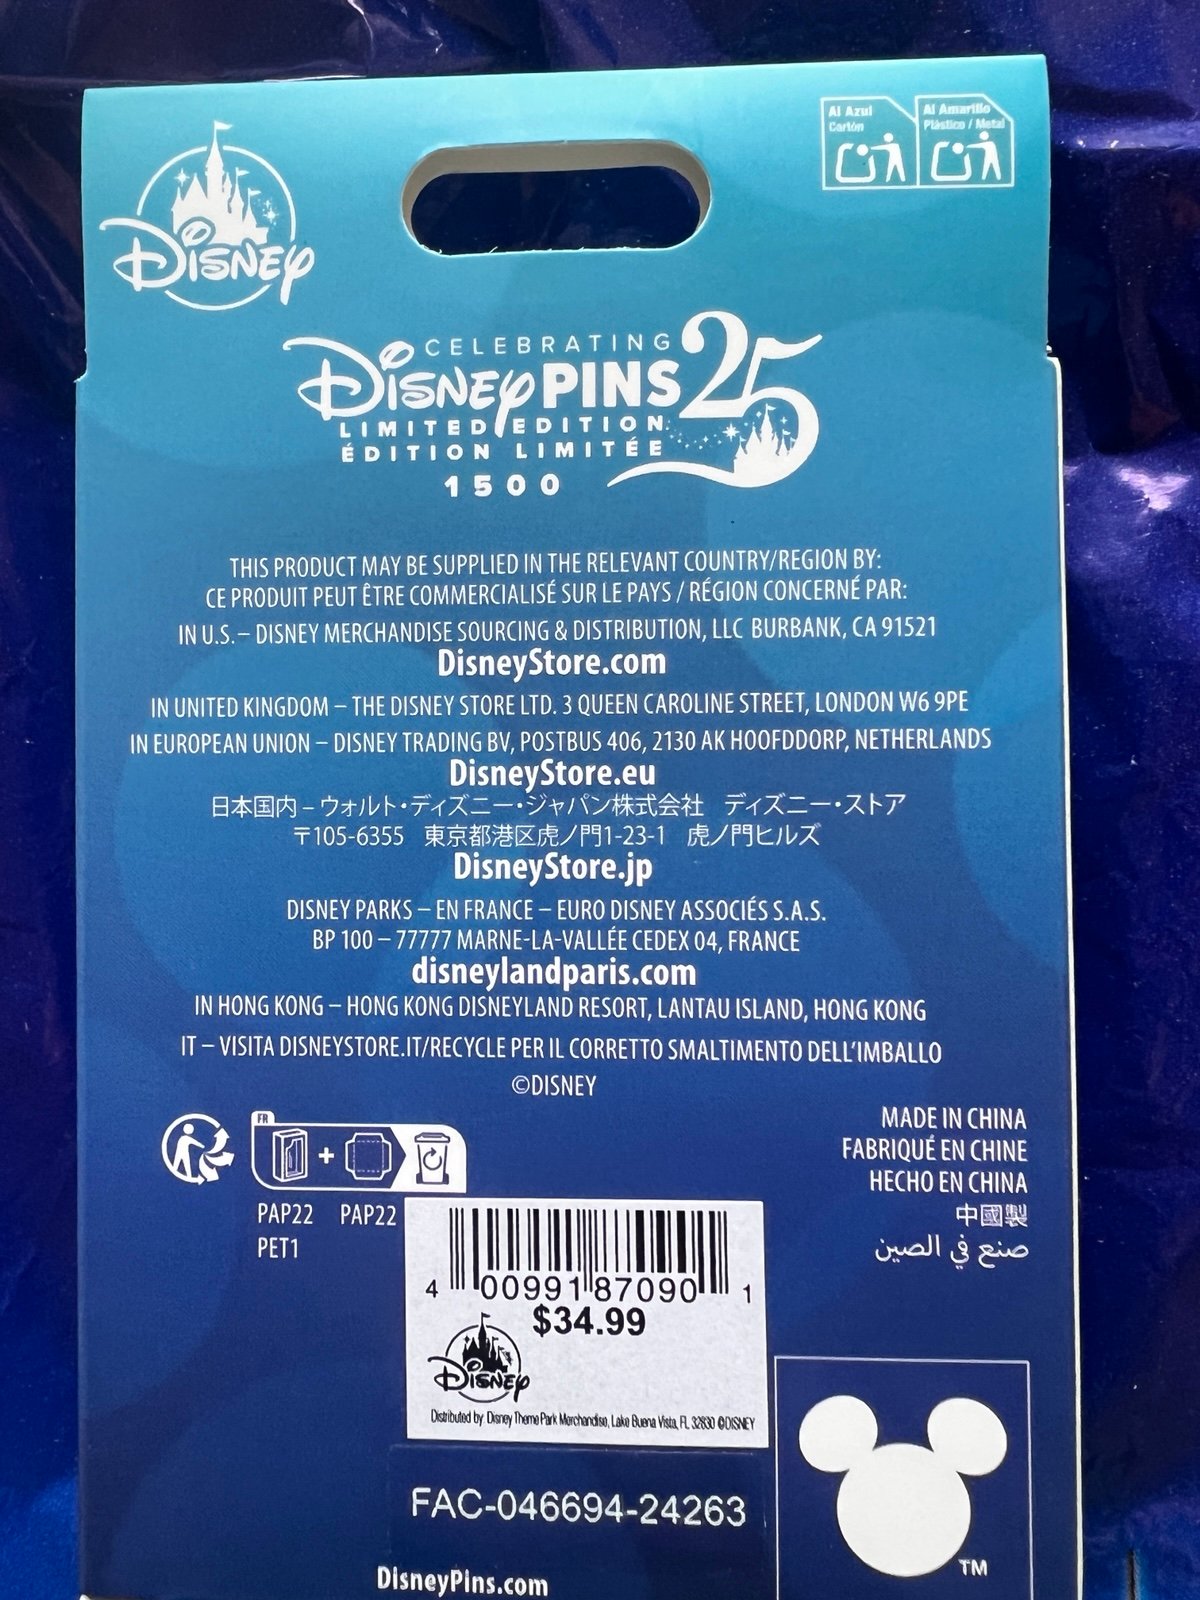 Al Azul
Cartón
Al Amarillo
Plástico / Metal
Disney
CELEBRATING
Disney PINS 25
LIMITED EDITION
ÉDITION LIMITÉE
1500
THIS PRODUCT MAY BE SUPPLIED IN THE RELEVANT COUNTRY/REGION BY:
CE PRODUIT PEUT ÊTRE COMMERCIALISÉ SUR LE PAYS / RÉGION CONCERNÉ PAR:
IN U.S. – DISNEY MERCHANDISE SOURCING & DISTRIBUTION, LLC BURBANK, CA 91521
DisneyStore.com
IN UNITED KINGDOM – THE DISNEY STORE LTD. 3 QUEEN CAROLINE STREET, LONDON W6 9PE
IN EUROPEAN UNION – DISNEY TRADING BV, POSTBUS 406, 2130 AK HOOFDDORP, NETHERLANDS
DisneyStore.eu
日本国内 – ウォルト・ディズニー・ジャパン株式会社 ディズニー・ストア
〒105-6355 東京都港区虎ノ門1-23-1 虎ノ門ヒルズ
DisneyStore.jp
DISNEY PARKS – EN FRANCE – EURO DISNEY ASSOCIÉS S.A.S.
BP 100 – 77777 MARNE-LA-VALLÉE CEDEX 04, FRANCE
disneylandparis.com
IN HONG KONG – HONG KONG DISNEYLAND RESORT, LANTAU ISLAND, HONG KONG
IT – VISITA DISNEYSTORE.IT/RECYCLE PER IL CORRETTO SMALTIMENTO DELL'IMBALLO
©DISNEY
MADE IN CHINA
FABRIQUÉ EN CHINE
HECHO EN CHINA
中國製
صنع في الصين
FR
+
PAP22 PAP22
PET1
4 00991 87090 1
$34.99
Disney
Distributed by Disney Theme Park Merchandise, Lake Buena Vista, FL 32830 ©DISNEY
FAC-046694-24263
TM
DisneyPins.com